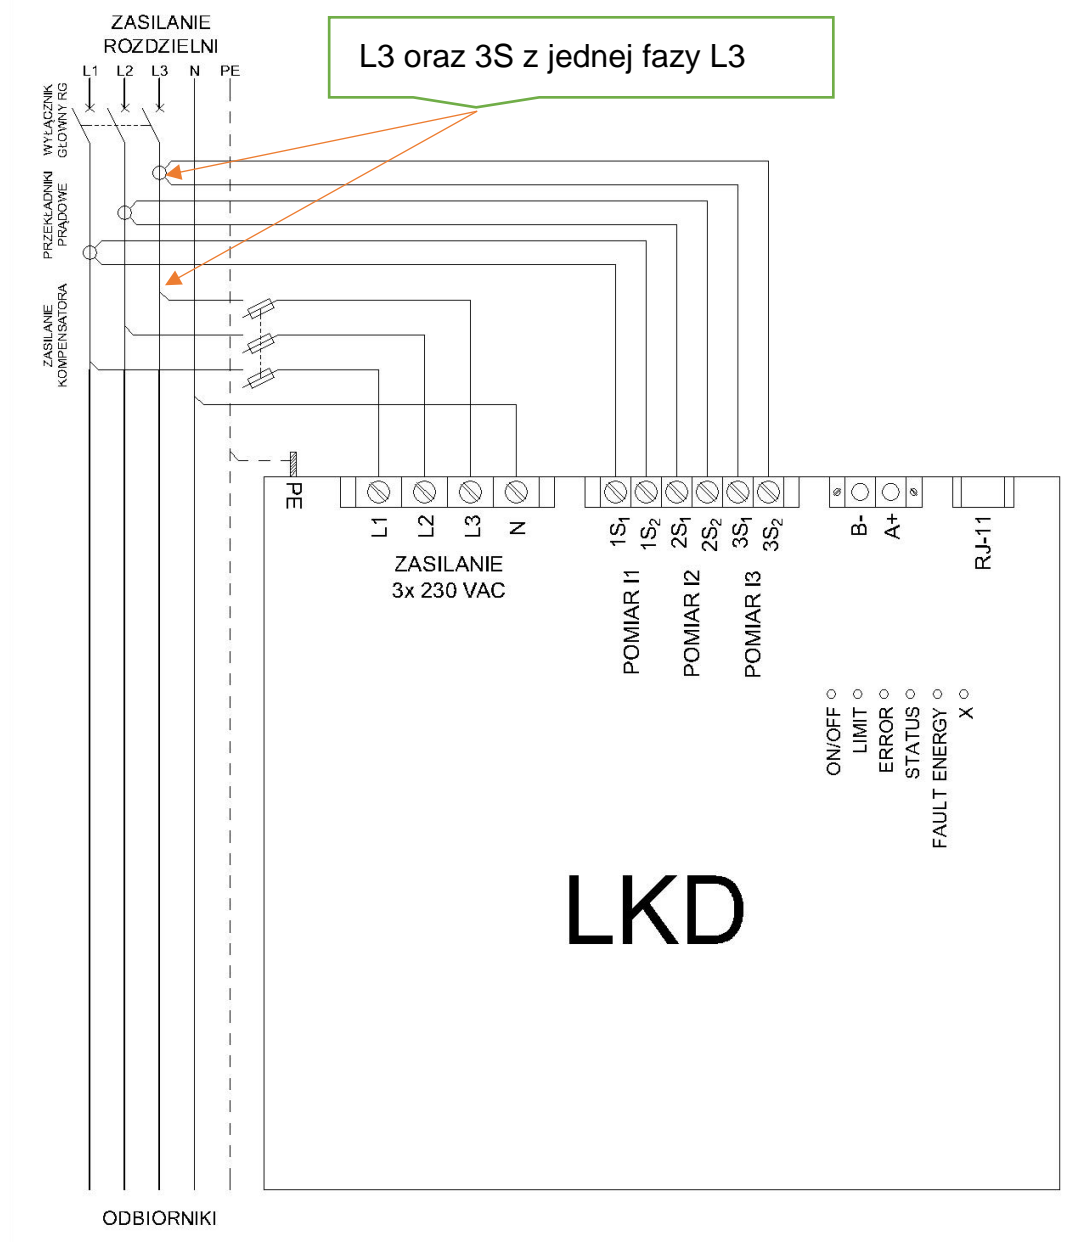 ZASILANIE
ROZDZIELNI
L3 oraz 3S z jednej fazy L3
L1 L2 L3 N PE
WYŁĄCZNIK
GŁOWNY RG
PRZEKŁADNIKI
PRĄDOWE
ZASILANIE
KOMPENSATORA
PE
L1 L2 L3 N
ZASILANIE
3x 230 VAC
1S1 1S2 2S1 2S2 3S1 3S2
POMIAR I1 POMIAR I2 POMIAR I3
B- A+
RJ-11
ON/OFF
LIMIT
ERROR
STATUS
FAULT ENERGY
X
LKD
ODBIORNIKI